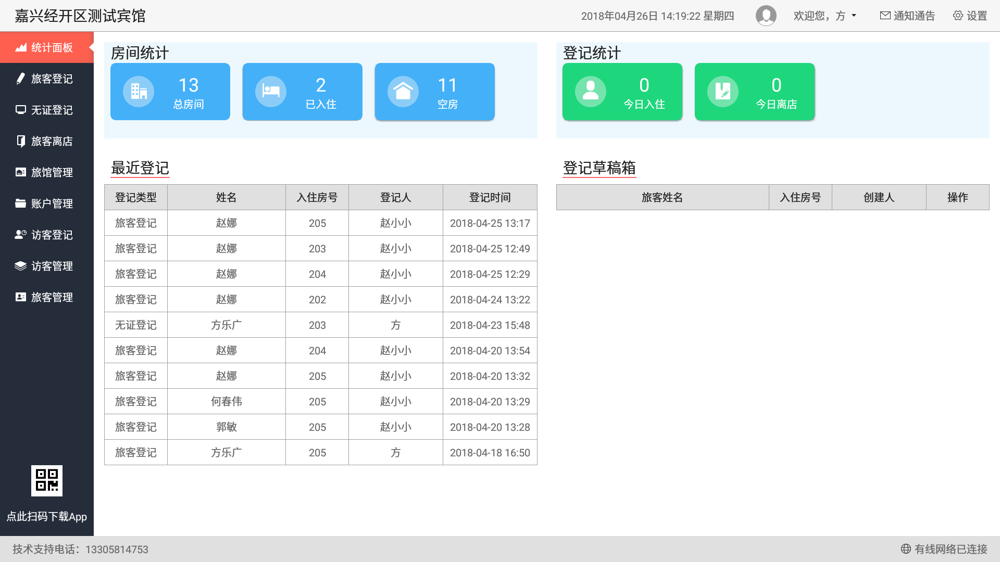 嘉兴经开区测试宾馆
2018年04月26日 14:19:22 星期四
欢迎您，方
通知通告
设置
统计面板
旅客登记
无证登记
旅客离店
旅馆管理
账户管理
访客登记
访客管理
旅客管理
点此扫码下载App
房间统计
13
总房间
2
已入住
11
空房
登记统计
0
今日入住
0
今日离店
最近登记
登记类型 姓名 入住房号 登记人 登记时间
旅客登记 赵娜 205 赵小小 2018-04-25 13:17
旅客登记 赵娜 203 赵小小 2018-04-25 12:49
旅客登记 赵娜 204 赵小小 2018-04-25 12:29
旅客登记 赵娜 202 赵小小 2018-04-24 13:22
无证登记 方乐广 203 方 2018-04-23 15:48
旅客登记 赵娜 204 赵小小 2018-04-20 13:54
旅客登记 赵娜 205 赵小小 2018-04-20 13:32
旅客登记 何春伟 205 赵小小 2018-04-20 13:29
旅客登记 郭敏 205 赵小小 2018-04-20 13:28
旅客登记 方乐广 205 方 2018-04-18 16:50
登记草稿箱
旅客姓名 入住房号 创建人 操作
技术支持电话：13305814753
有线网络已连接